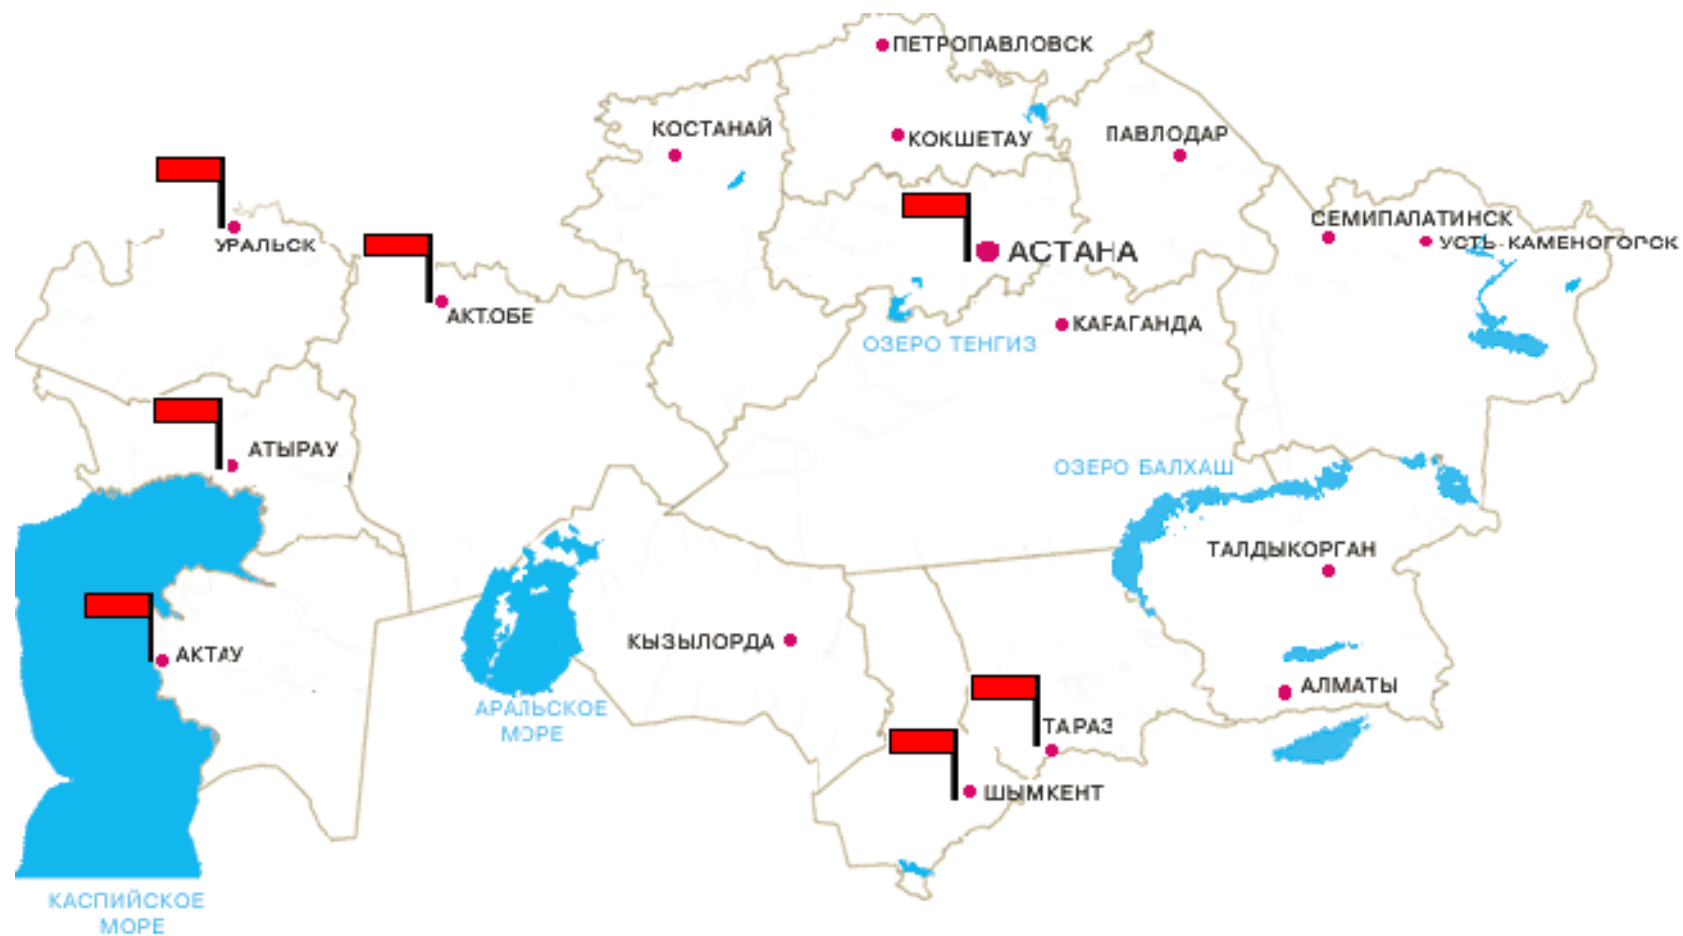 ПЕТРОПАВЛОВСК
КОСТАНАЙ
КОКШЕТАУ
ПАВЛОДАР
СЕМИПАЛАТИНСК
УСТЬ-КАМЕНОГОРСК
УРАЛЬСК
АСТАНА
АКТОБЕ
КАРАГАНДА
ОЗЕРО ТЕНГИЗ
АТЫРАУ
ОЗЕРО БАЛХАШ
ТАЛДЫКОРГАН
КЫЗЫЛОРДА
АКТАУ
АЛМАТЫ
АРАЛЬСКОЕ
МОРЕ
ТАРАЗ
ШЫМКЕНТ
КАСПИЙСКОЕ
МОРЕ